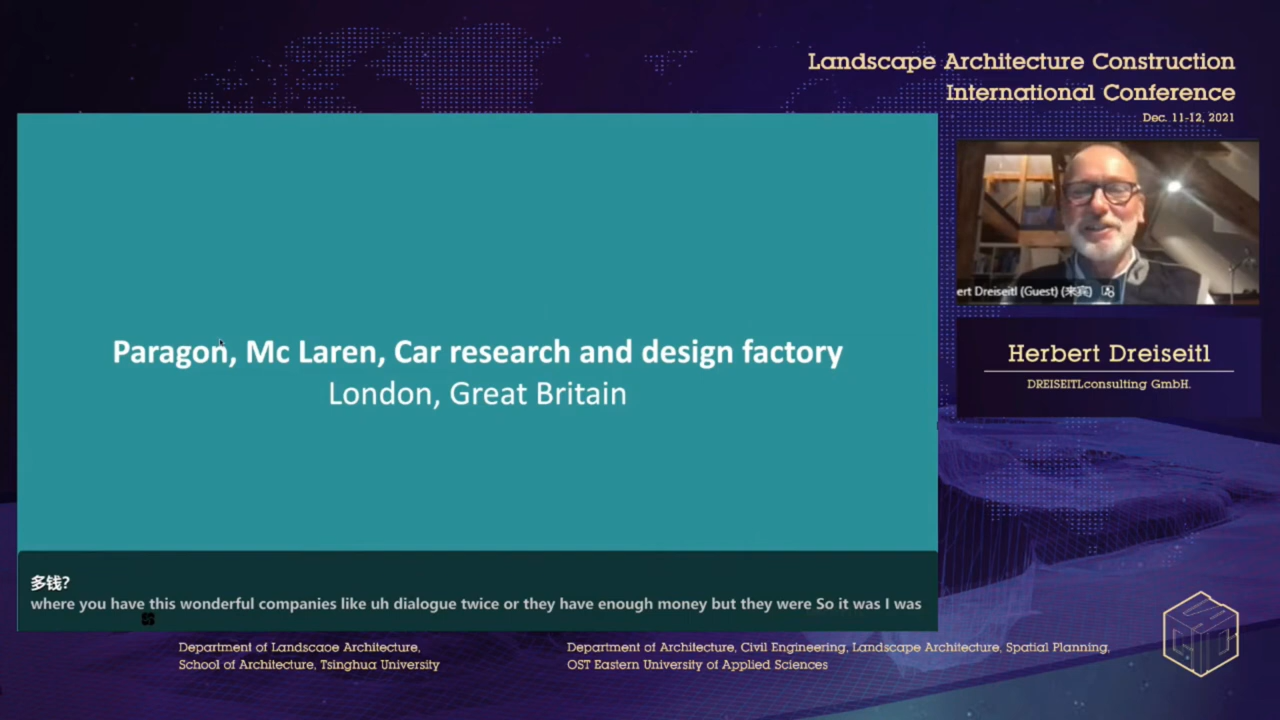 Landscape Architecture Construction
International Conference
Dec. 11-12, 2021
Paragon, Mc Laren, Car research and design factory
London, Great Britain
ert Dreiseitl (Guest) (来宾)
Herbert Dreiseitl
DREISEITLconsulting GmbH.
多钱?
where you have this wonderful companies like uh dialogue twice or they have enough money but they were So it was I was
Department of Landscape Architecture,
School of Architecture, Tsinghua University
Department of Architecture, Civil Engineering, Landscape Architecture, Spatial Planning,
OST Eastern University of Applied Sciences